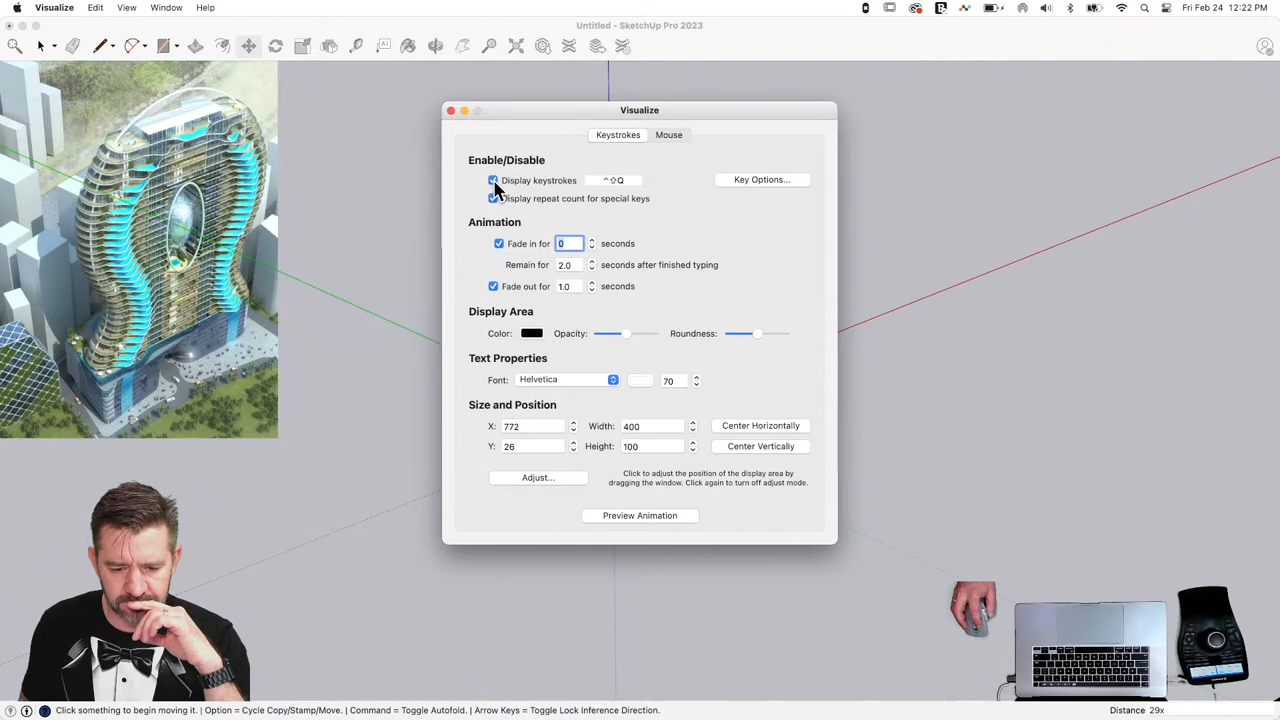 Visualize Edit View Window Help Fri Feb 24 12:22 PM
Untitled - SketchUp Pro 2023
Visualize
Keystrokes Mouse
Enable/Disable
Display keystrokes ^⇧Q Key Options...
Display repeat count for special keys
Animation
Fade in for 0 seconds
Remain for 2.0 seconds after finished typing
Fade out for 1.0 seconds
Display Area
Color: Opacity: Roundness:
Text Properties
Font: Helvetica 70
Size and Position
X: 772 Width: 400 Center Horizontally
Y: 26 Height: 100 Center Vertically
Adjust... Click to adjust the position of the display area by
dragging the window. Click again to turn off adjust mode.
Preview Animation
Click something to begin moving it. | Option = Cycle Copy/Stamp/Move. | Command = Toggle Autofold. | Arrow Keys = Toggle Lock Inference Direction. Distance 29x